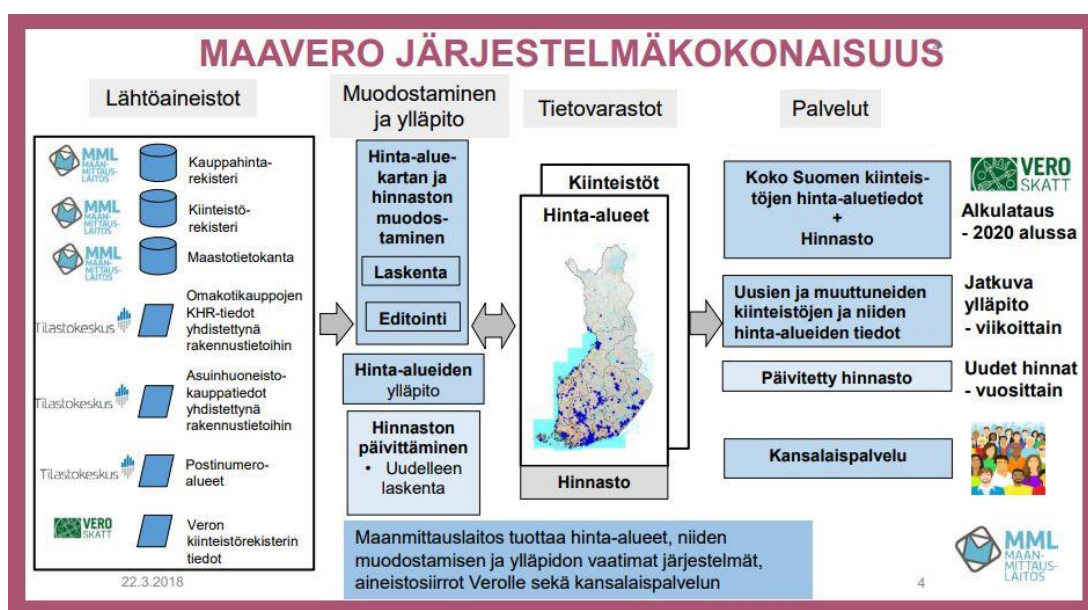 MAAVERO JÄRJESTELMÄKOKONAISUUS
Lähtöaineistot
MML
MAAN-
MITTAUS-
LAITOS
Kauppahinta-
rekisteri
MML
MAAN-
MITTAUS-
LAITOS
Kiinteistö-
rekisteri
MML
MAAN-
MITTAUS-
LAITOS
Maastotietokanta
Tilastokeskus
Omakotikauppojen
KHR-tiedot
yhdistettynä
rakennustietoihin
Tilastokeskus
Asuinhuoneisto-
kauppatiedot
yhdistettynä
rakennustietoihin
Tilastokeskus
Postinumero-
alueet
VERO
SKATT
Veron
kiinteistörekisterin
tiedot
Muodostaminen
ja ylläpito
Hinta-alue-
kartan ja
hinnaston
muodos-
taminen
Laskenta
Editointi
Hinta-alueiden
ylläpito
Hinnaston
päivittäminen
• Uudelleen
laskenta
Tietovarastot
Kiinteistöt
Hinta-alueet
Hinnasto
Palvelut
Koko Suomen kiinteis-
töjen hinta-aluetiedot
+
Hinnasto
VERO
SKATT
Alkulataus
- 2020 alussa
Uusien ja muuttuneiden
kiinteistöjen ja niiden
hinta-alueiden tiedot
Jatkuva
ylläpito
- viikoittain
Päivitetty hinnasto
Uudet hinnat
- vuosittain
Kansalaispalvelu
Maanmittauslaitos tuottaa hinta-alueet, niiden
muodostamisen ja ylläpidon vaatimat järjestelmät,
aineistosiirrot Verolle sekä kansalaispalvelun
22.3.2018
4
MML
MAAN-
MITTAUS-
LAITOS